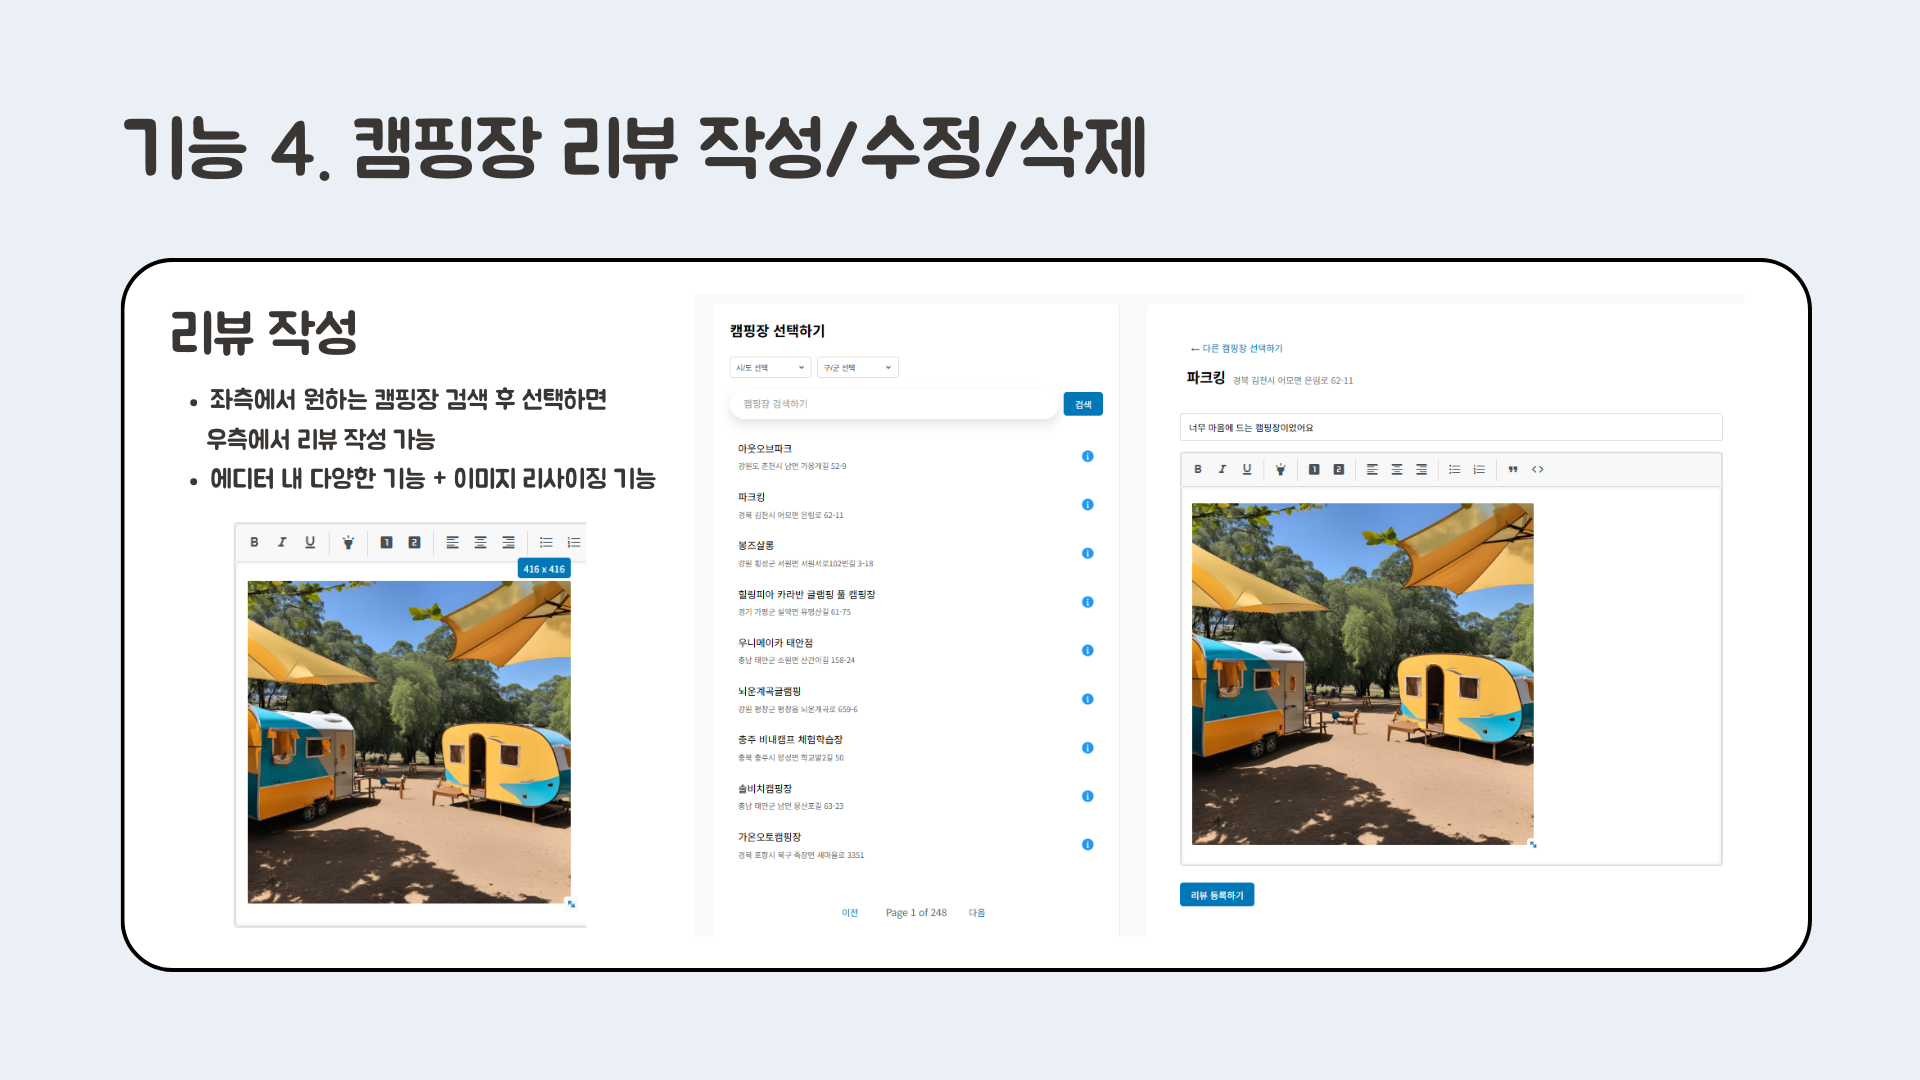 기능 4. 캠핑장 리뷰 작성/수정/삭제
리뷰 작성
• 좌측에서 원하는 캠핑장 검색 후 선택하면
우측에서 리뷰 작성 가능
• 에디터 내 다양한 기능 + 이미지 리사이징 기능
B I U 1 2
416 x 416
캠핑장 선택하기
시/도 선택 구/군 선택
캠핑장 검색하기 검색
아웃오브파크
강원도 춘천시 남면 가옹개길 52-9
파크킹
경북 김천시 어모면 은림로 62-11
봉즈살롱
강원 횡성군 서원면 서원서로102번길 3-18
힐링피아 카라반 글램핑 풀 캠핑장
경기 가평군 설악면 유명산길 61-75
우니메이카 태안점
충남 태안군 소원면 산간이길 158-24
뇌운계곡글램핑
강원 평창군 평창읍 뇌운계곡로 659-6
충주 비내캠프 체험학습장
충북 충주시 앙성면 학교말2길 50
솔비치캠핑장
충남 태안군 남면 몽산포길 63-23
가온오토캠핑장
경북 포항시 북구 죽장면 새마을로 3351
이전 Page 1 of 248 다음
← 다른 캠핑장 선택하기
파크킹 경북 김천시 어모면 은림로 62-11
너무 마음에 드는 캠핑장이었어요
B I U 1 2 ” <>
리뷰 등록하기